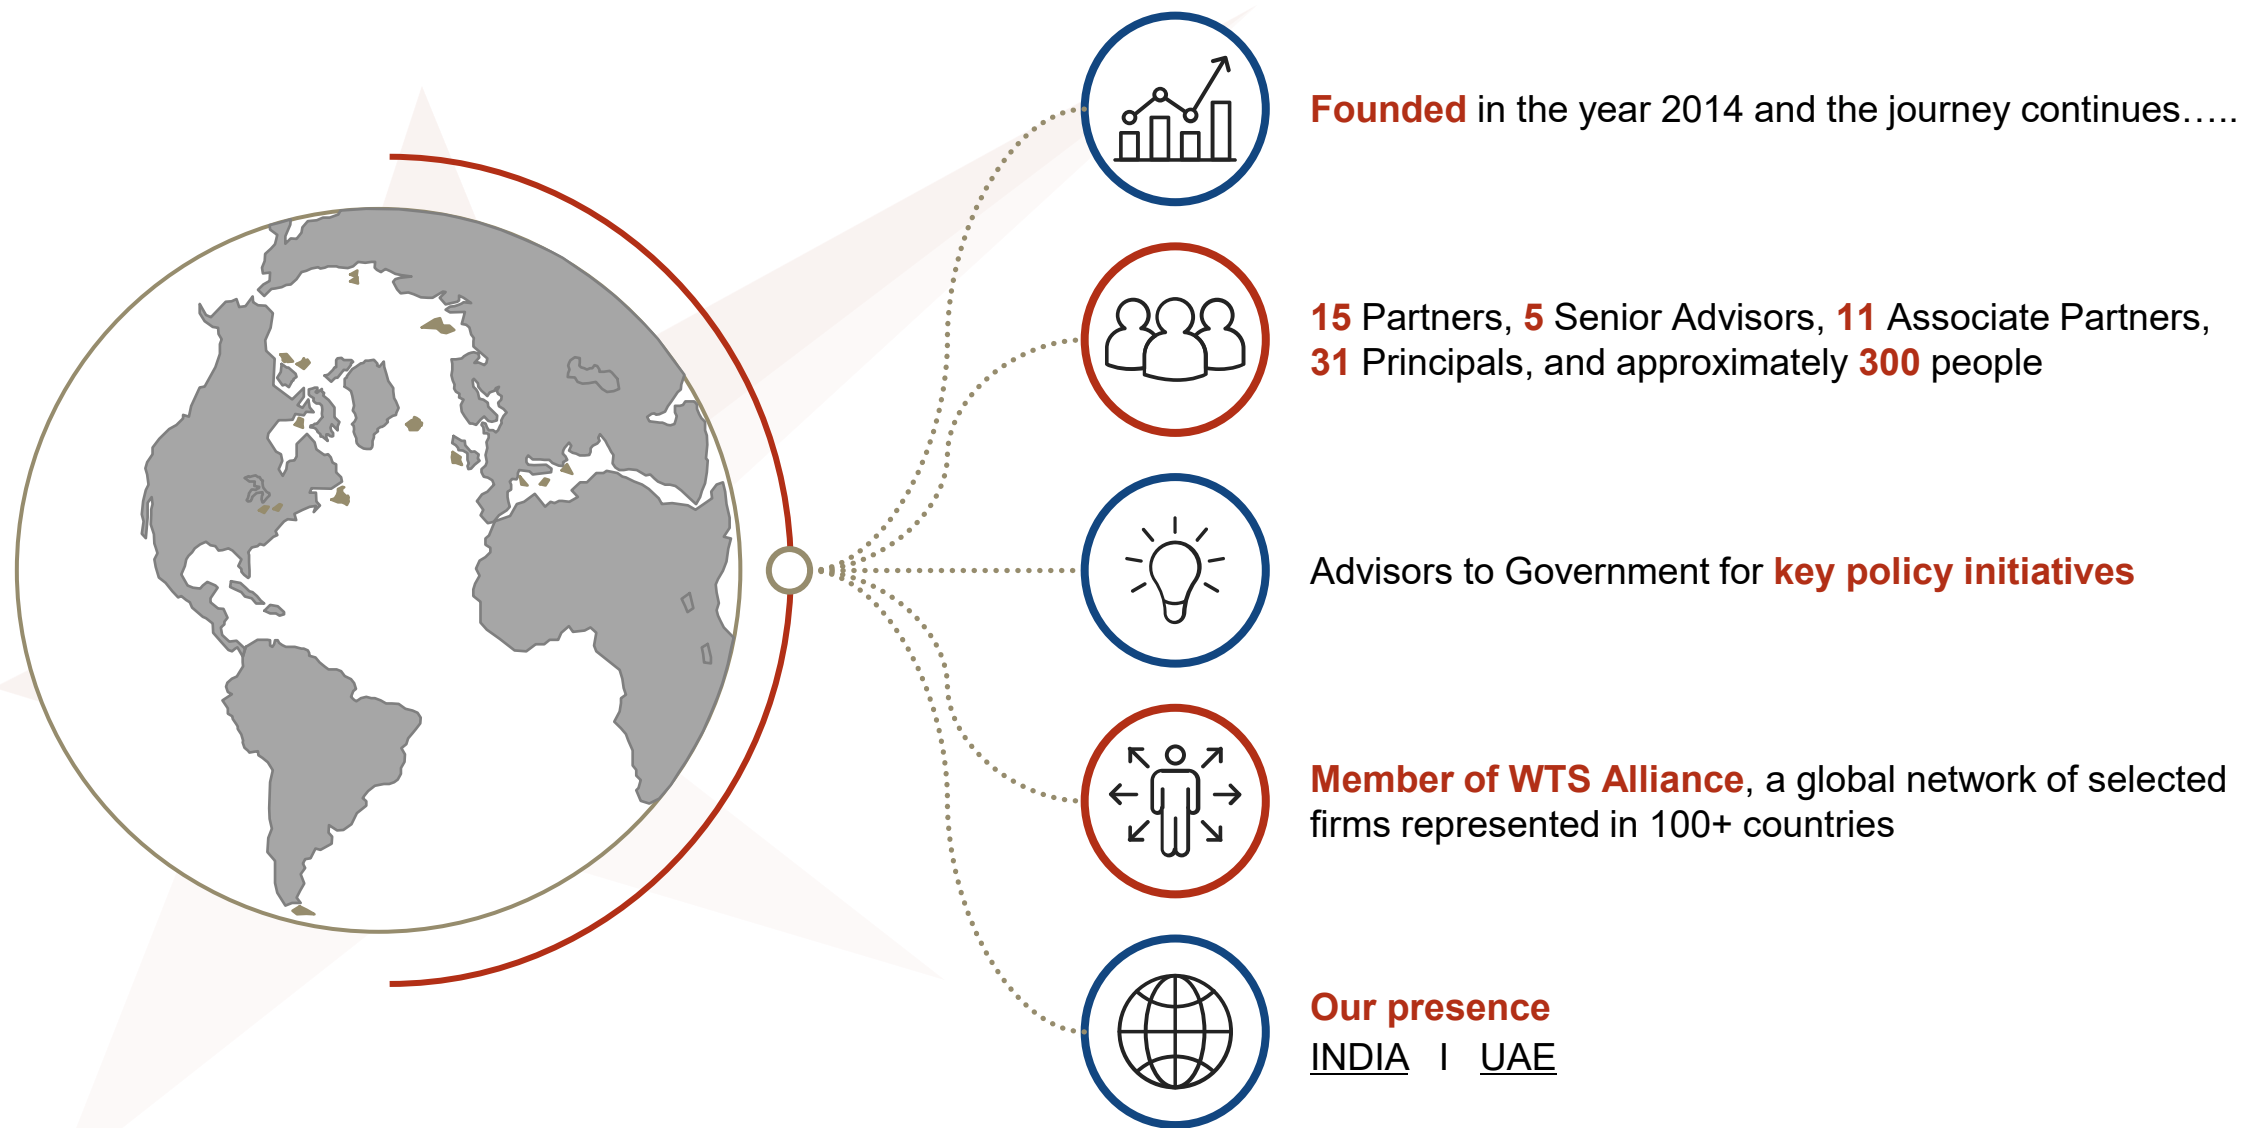 Founded in the year 2014 and the journey continues…..
15 Partners, 5 Senior Advisors, 11 Associate Partners,
31 Principals, and approximately 300 people
Advisors to Government for key policy initiatives
Member of WTS Alliance, a global network of selected
firms represented in 100+ countries
Our presence
INDIA I UAE